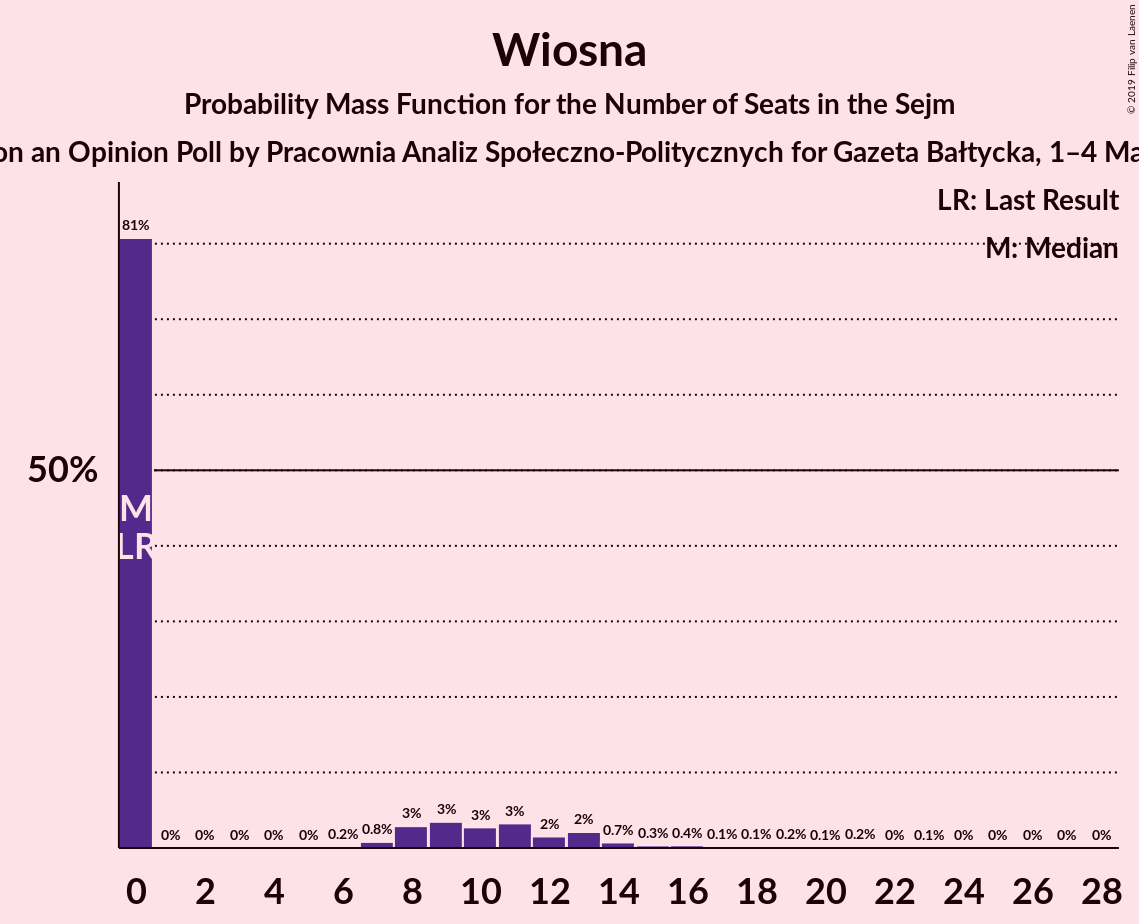 Wiosna
Probability Mass Function for the Number of Seats in the Sejm
on an Opinion Poll by Pracownia Analiz Społeczno-Politycznych for Gazeta Bałtycka, 1–4 Ma
© 2019 Filip van Laenen
LR: Last Result
M: Median
81%
50%
M
LR
0% 0% 0% 0% 0% 0.2% 0.8% 3% 3% 3% 3% 2% 2% 0.7% 0.3% 0.4% 0.1% 0.1% 0.2% 0.1% 0.2% 0% 0.1% 0% 0% 0% 0% 0%
0 2 4 6 8 10 12 14 16 18 20 22 24 26 28